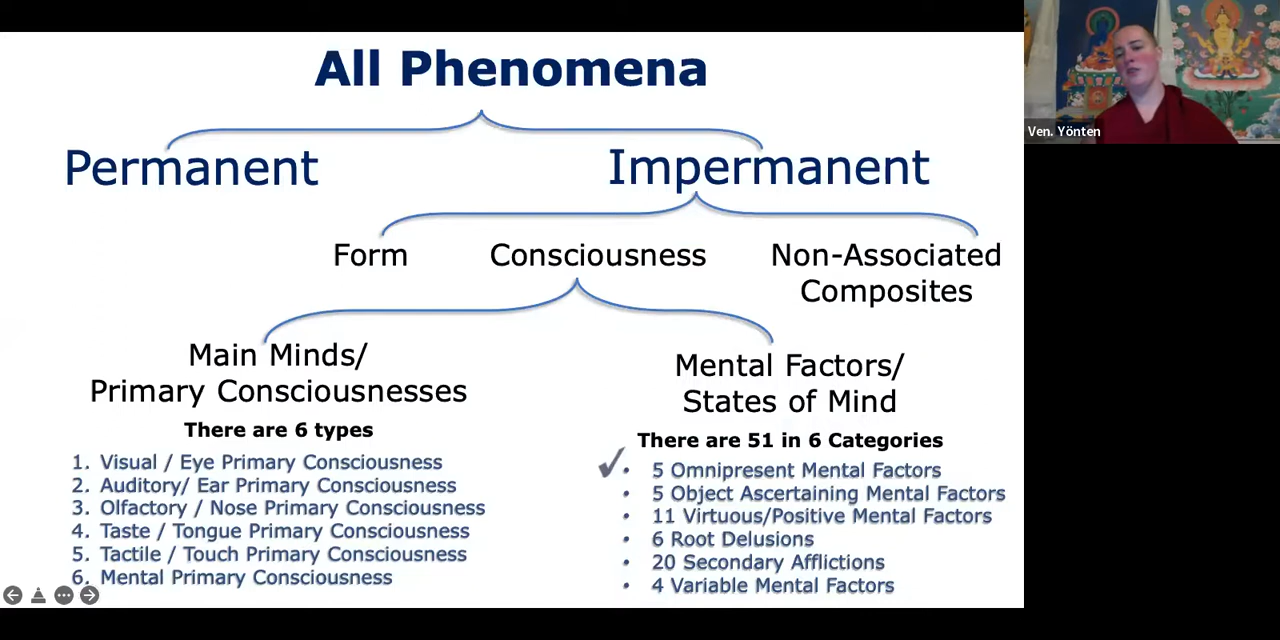 All Phenomena
Permanent
Impermanent
Form
Consciousness
Non-Associated
Composites
Main Minds/
Primary Consciousnesses
There are 6 types
1. Visual / Eye Primary Consciousness
2. Auditory/ Ear Primary Consciousness
3. Olfactory / Nose Primary Consciousness
4. Taste / Tongue Primary Consciousness
5. Tactile / Touch Primary Consciousness
6. Mental Primary Consciousness
Mental Factors/
States of Mind
There are 51 in 6 Categories
• 5 Omnipresent Mental Factors
• 5 Object Ascertaining Mental Factors
• 11 Virtuous/Positive Mental Factors
• 6 Root Delusions
• 20 Secondary Afflictions
• 4 Variable Mental Factors
Ven. Yönten